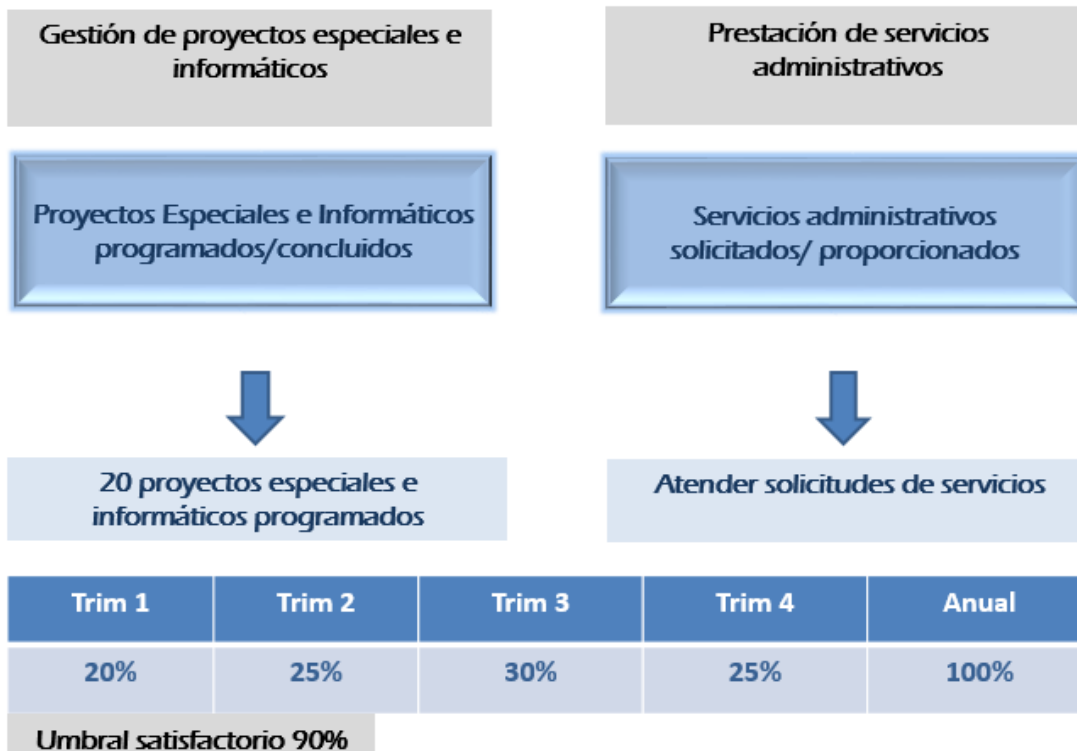 Gestión de proyectos especiales e
informáticos
Prestación de servicios
administrativos
Proyectos Especiales e Informáticos
programados/concluidos
Servicios administrativos
solicitados/ proporcionados
20 proyectos especiales e
informáticos programados
Atender solicitudes de servicios
Trim 1 Trim 2 Trim 3 Trim 4 Anual
20% 25% 30% 25% 100%
Umbral satisfactorio 90%